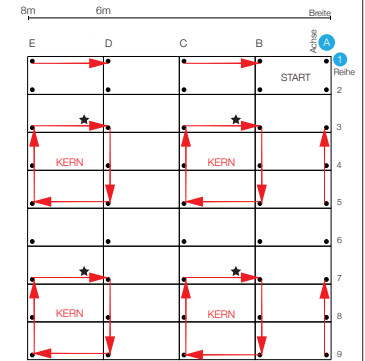 8m 6m Breite
E D C B Achse A
1
START Reihe
2
3
KERN KERN 4
5
6
7
KERN KERN 8
9